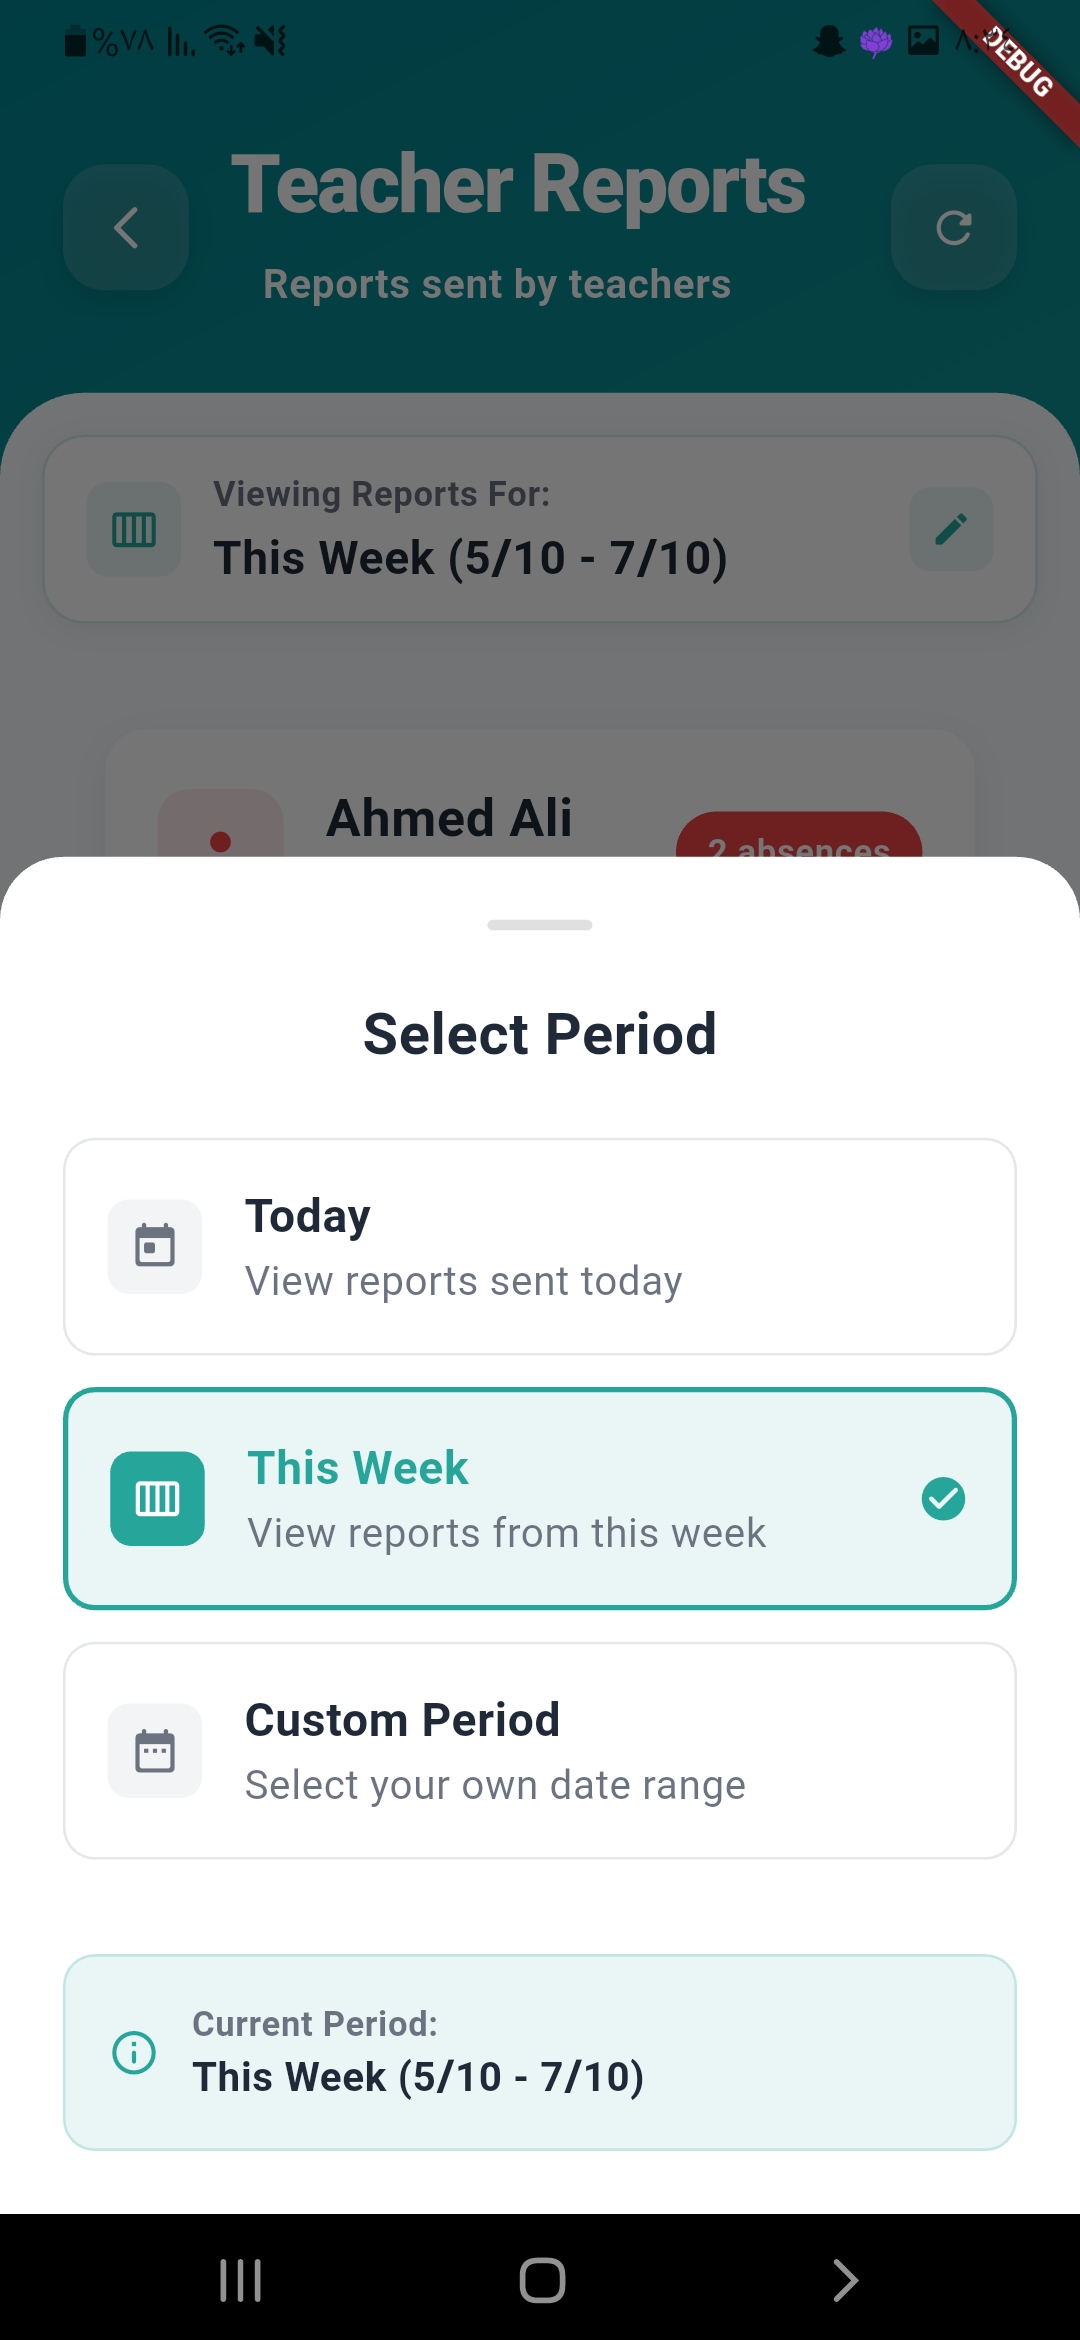 %٧٨
DEBUG
Teacher Reports
Reports sent by teachers
Viewing Reports For:
This Week (5/10 - 7/10)
Ahmed Ali
2 absences
Select Period
Today
View reports sent today
This Week
View reports from this week
Custom Period
Select your own date range
Current Period:
This Week (5/10 - 7/10)